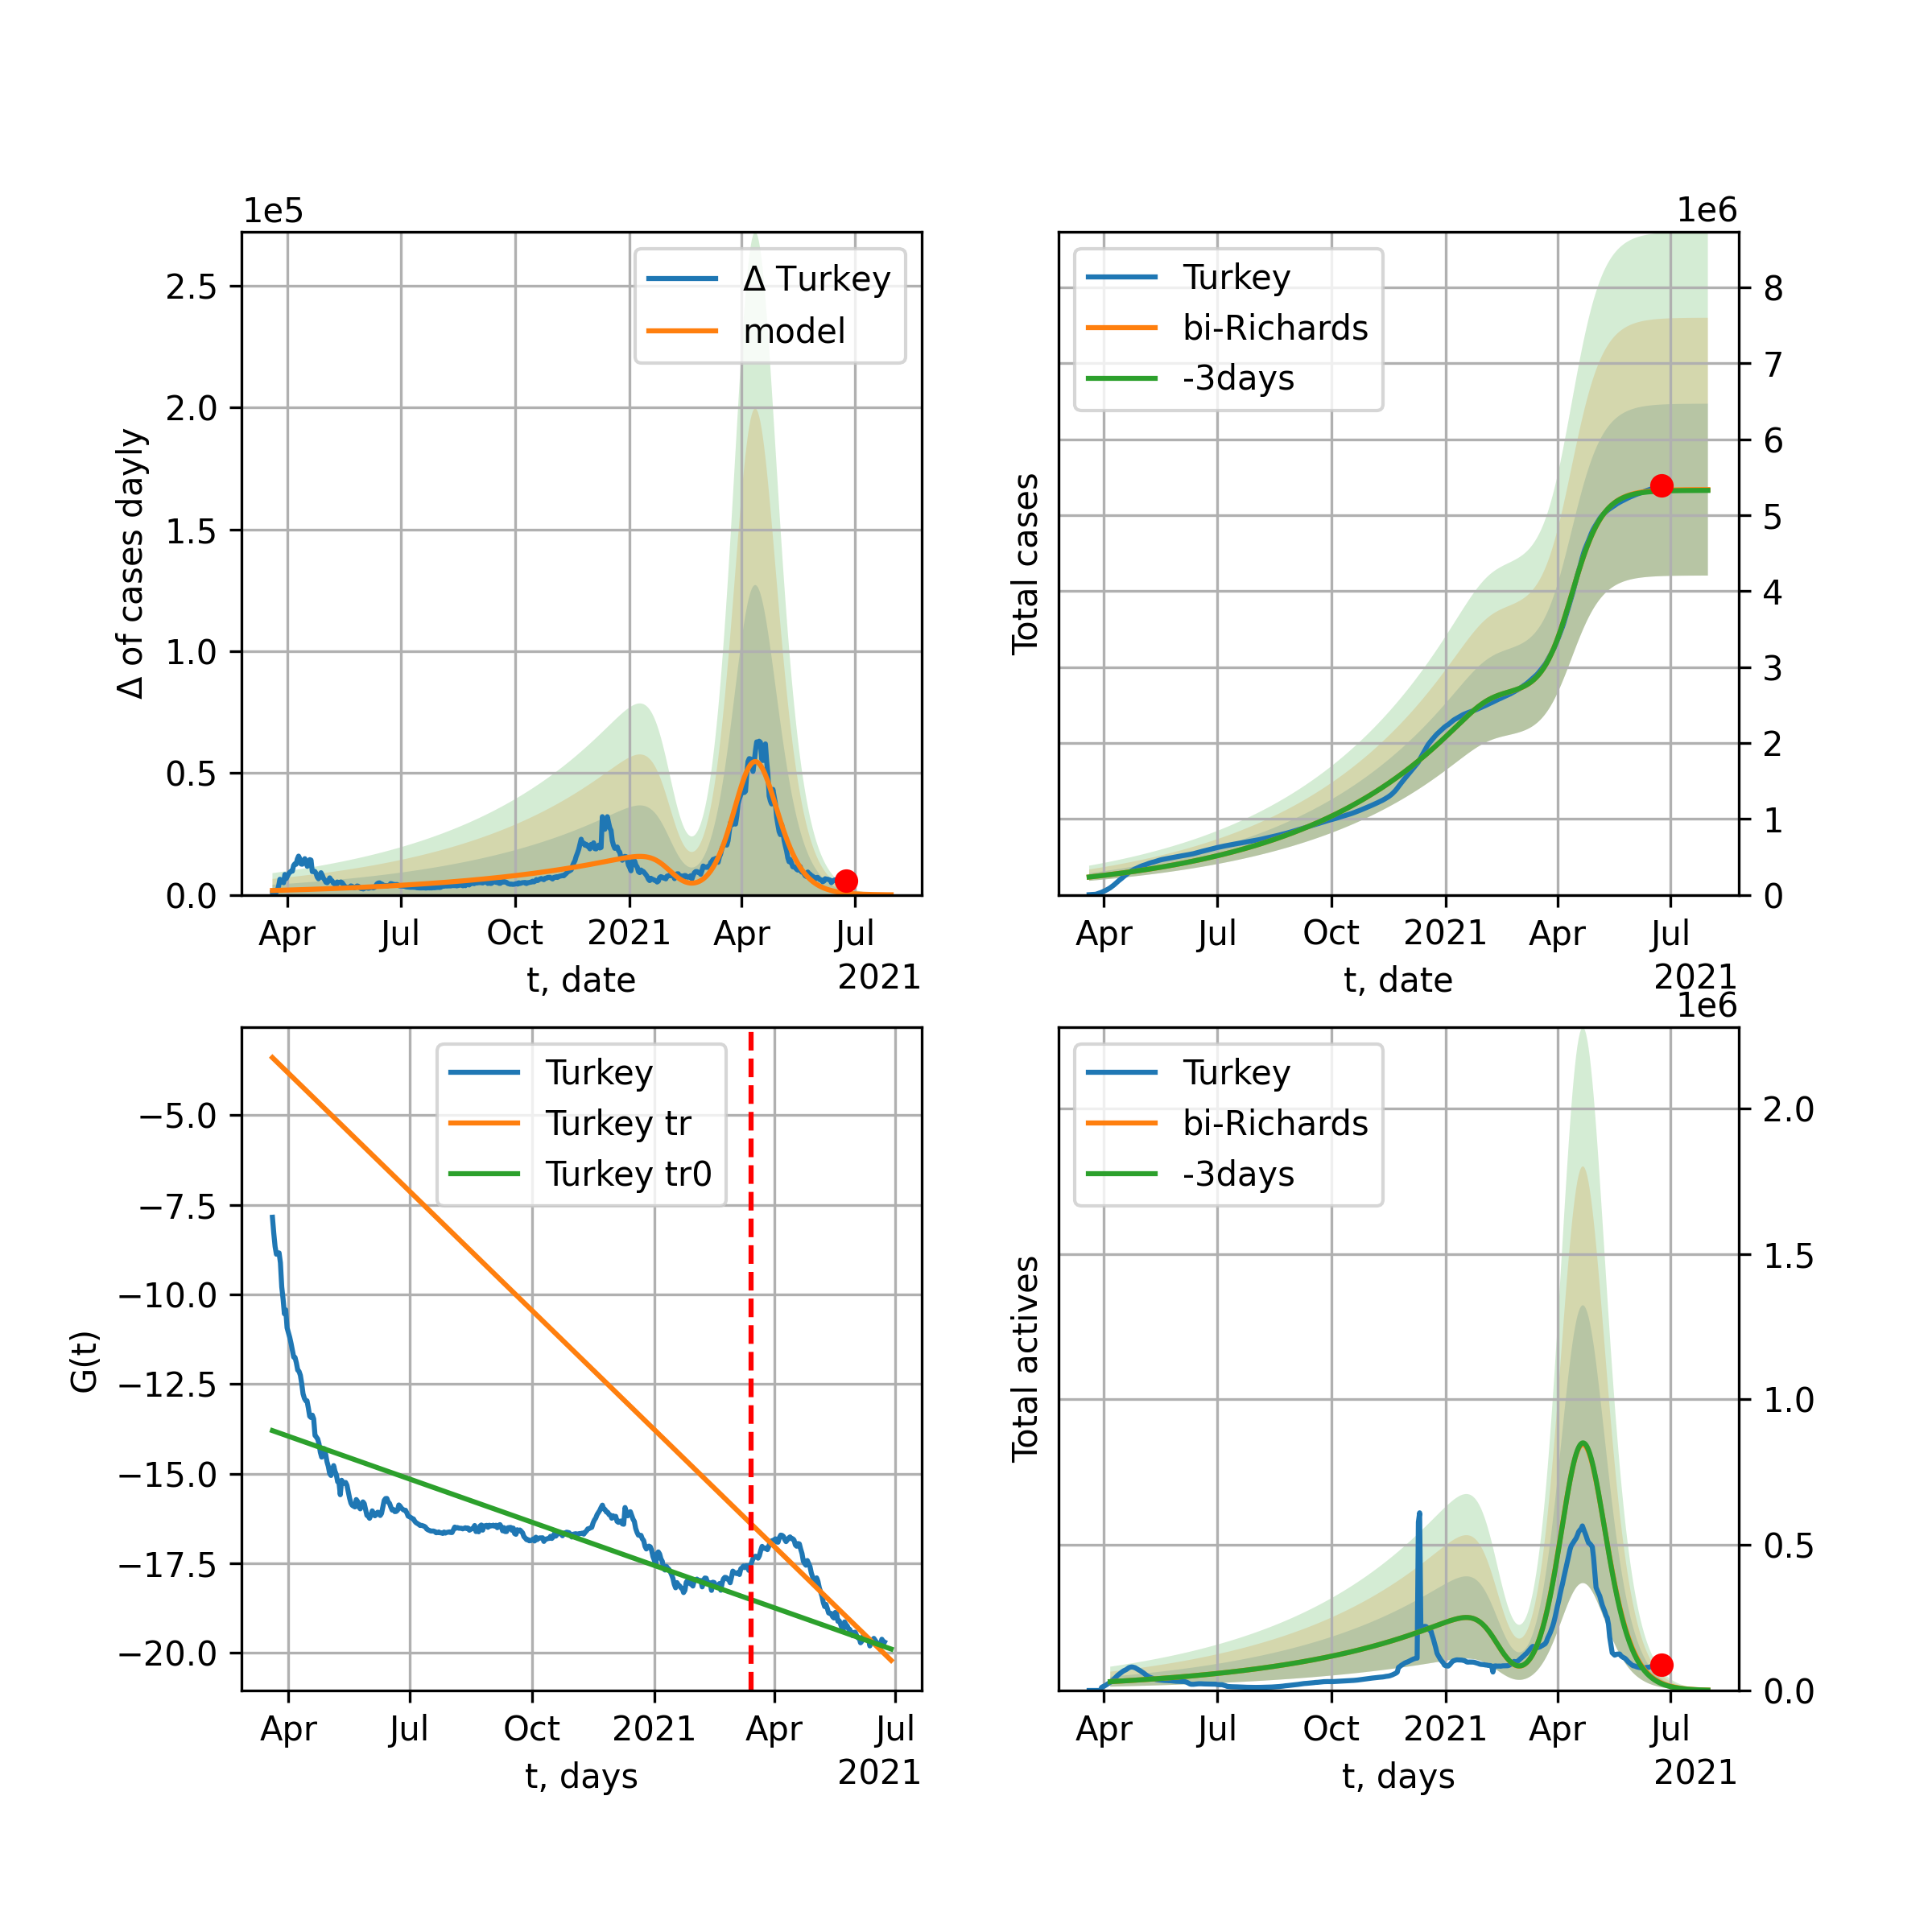 1e5
2.5
2.0
1.5
1.0
0.5
0.0
Δ of cases dayly
Δ Turkey
model
Apr Jul Oct 2021 Apr Jul
t, date
2021
1e6
Turkey
bi-Richards
-3days
Total cases
8
7
6
5
4
3
2
1
0
Apr Jul Oct 2021 Apr Jul
t, date
2021
G(t)
−5.0
−7.5
−10.0
−12.5
−15.0
−17.5
−20.0
Turkey
Turkey tr
Turkey tr0
Apr Jul Oct 2021 Apr Jul
t, days
2021
1e6
Turkey
bi-Richards
-3days
Total actives
2.0
1.5
1.0
0.5
0.0
Apr Jul Oct 2021 Apr Jul
t, days
2021